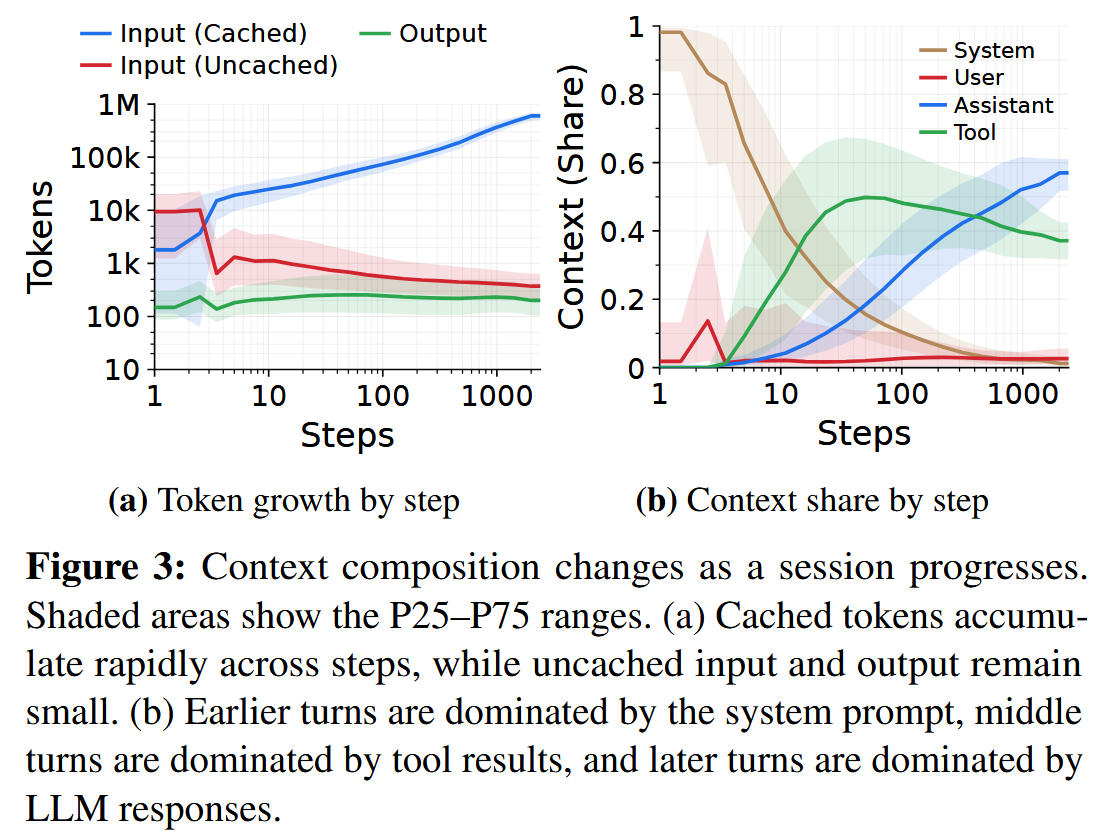 Input (Cached)
Output
Input (Uncached)
1M
100k
10k
1k
100
10
1
10
100
1000
Tokens
Steps
1
0.8
0.6
0.4
0.2
0
1
10
100
1000
Context (Share)
Steps
System
User
Assistant
Tool
(a) Token growth by step
(b) Context share by step
Figure 3: Context composition changes as a session progresses.
Shaded areas show the P25–P75 ranges. (a) Cached tokens accumu-
late rapidly across steps, while uncached input and output remain
small. (b) Earlier turns are dominated by the system prompt, middle
turns are dominated by tool results, and later turns are dominated by
LLM responses.